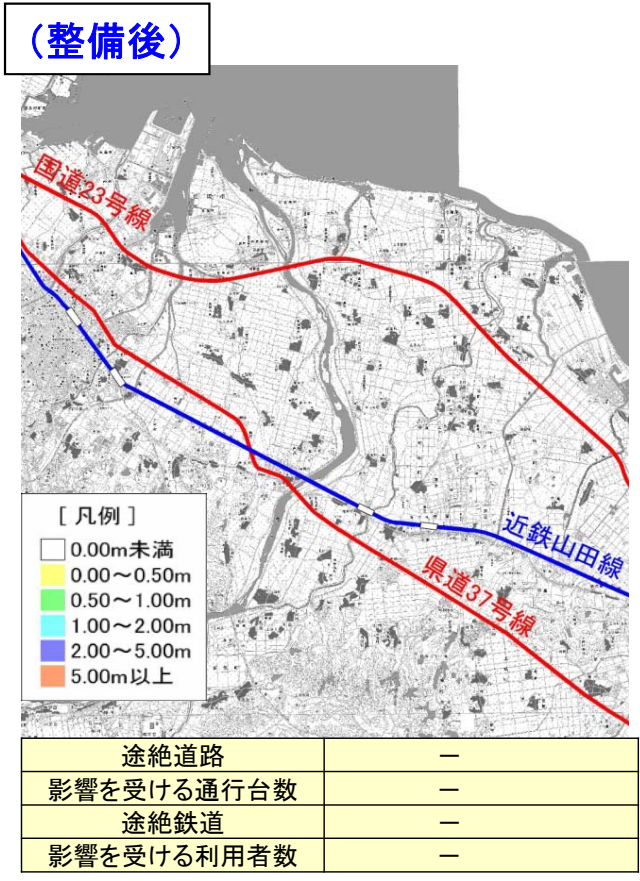 （整備後）
国道23号線
近鉄山田線
県道37号線
［ 凡例 ］
0.00m未満
0.00～0.50m
0.50～1.00m
1.00～2.00m
2.00～5.00m
5.00m以上
途絶道路 －
影響を受ける通行台数 －
途絶鉄道 －
影響を受ける利用者数 －